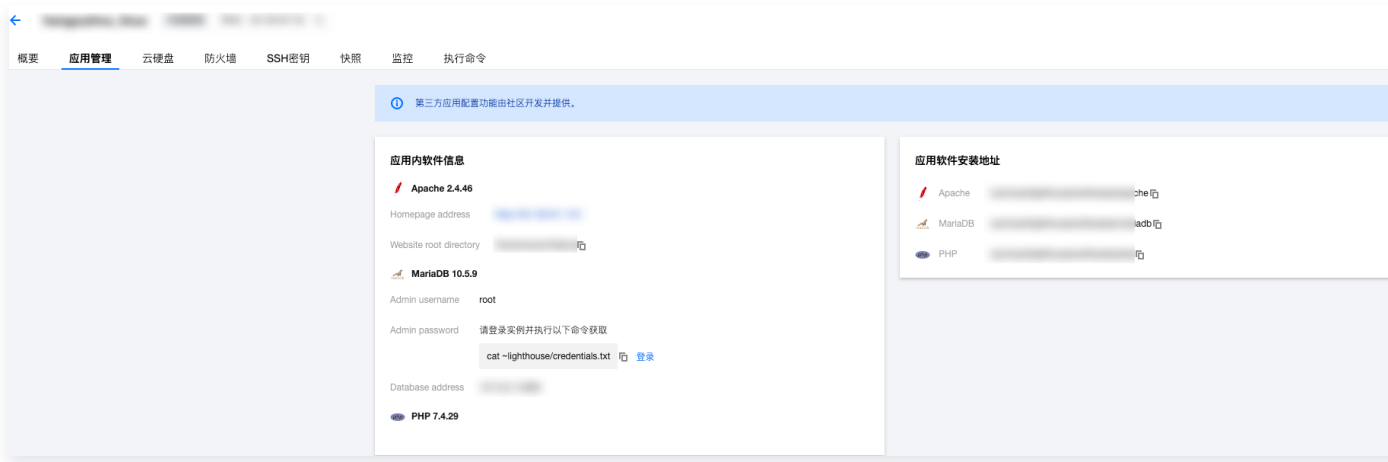 概要 应用管理 云硬盘 防火墙 SSH密钥 快照 监控 执行命令
第三方应用配置功能由社区开发并提供。
应用内软件信息
Apache 2.4.46
Homepage address
Website root directory
MariaDB 10.5.9
Admin username root
Admin password 请登录实例并执行以下命令获取
cat ~lighthouse/credentials.txt 登录
Database address
PHP 7.4.29
应用软件安装地址
Apache che
MariaDB adb
PHP